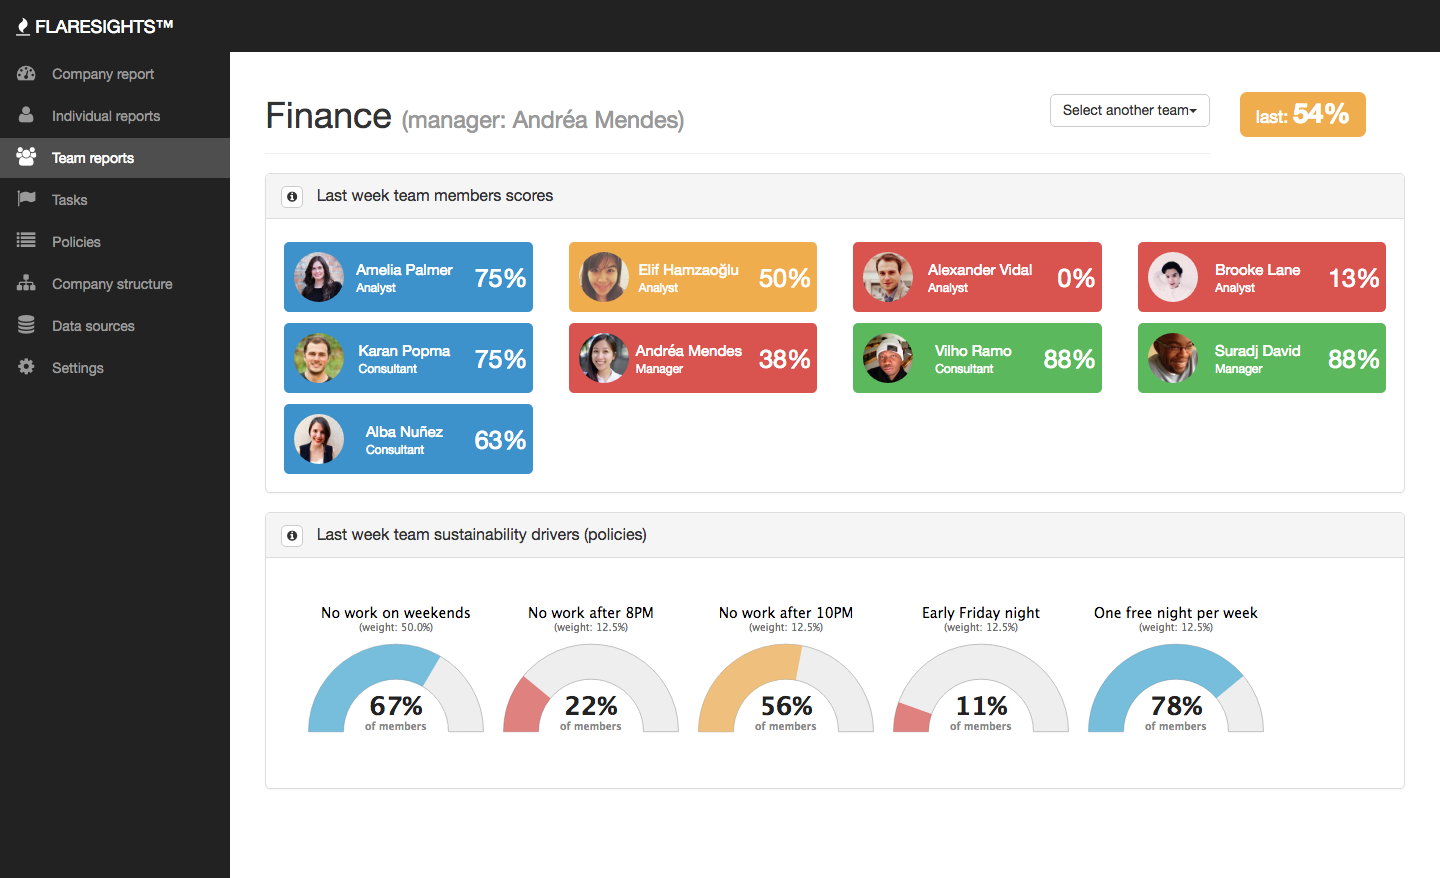 FLARESIGHTS™
Company report
Individual reports
Team reports
Tasks
Policies
Company structure
Data sources
Settings
Finance (manager: Andréa Mendes)
Select another team
last: 54%
Last week team members scores
Amelia Palmer
Analyst
75%
Elif Hamzaoğlu
Analyst
50%
Alexander Vidal
Analyst
0%
Brooke Lane
Analyst
13%
Karan Popma
Consultant
75%
Andréa Mendes
Manager
38%
Vilho Ramo
Consultant
88%
Suradj David
Manager
88%
Alba Nuñez
Consultant
63%
Last week team sustainability drivers (policies)
No work on weekends
(weight: 50.0%)
67%
of members
No work after 8PM
(weight: 12.5%)
22%
of members
No work after 10PM
(weight: 12.5%)
56%
of members
Early Friday night
(weight: 12.5%)
11%
of members
One free night per week
(weight: 12.5%)
78%
of members